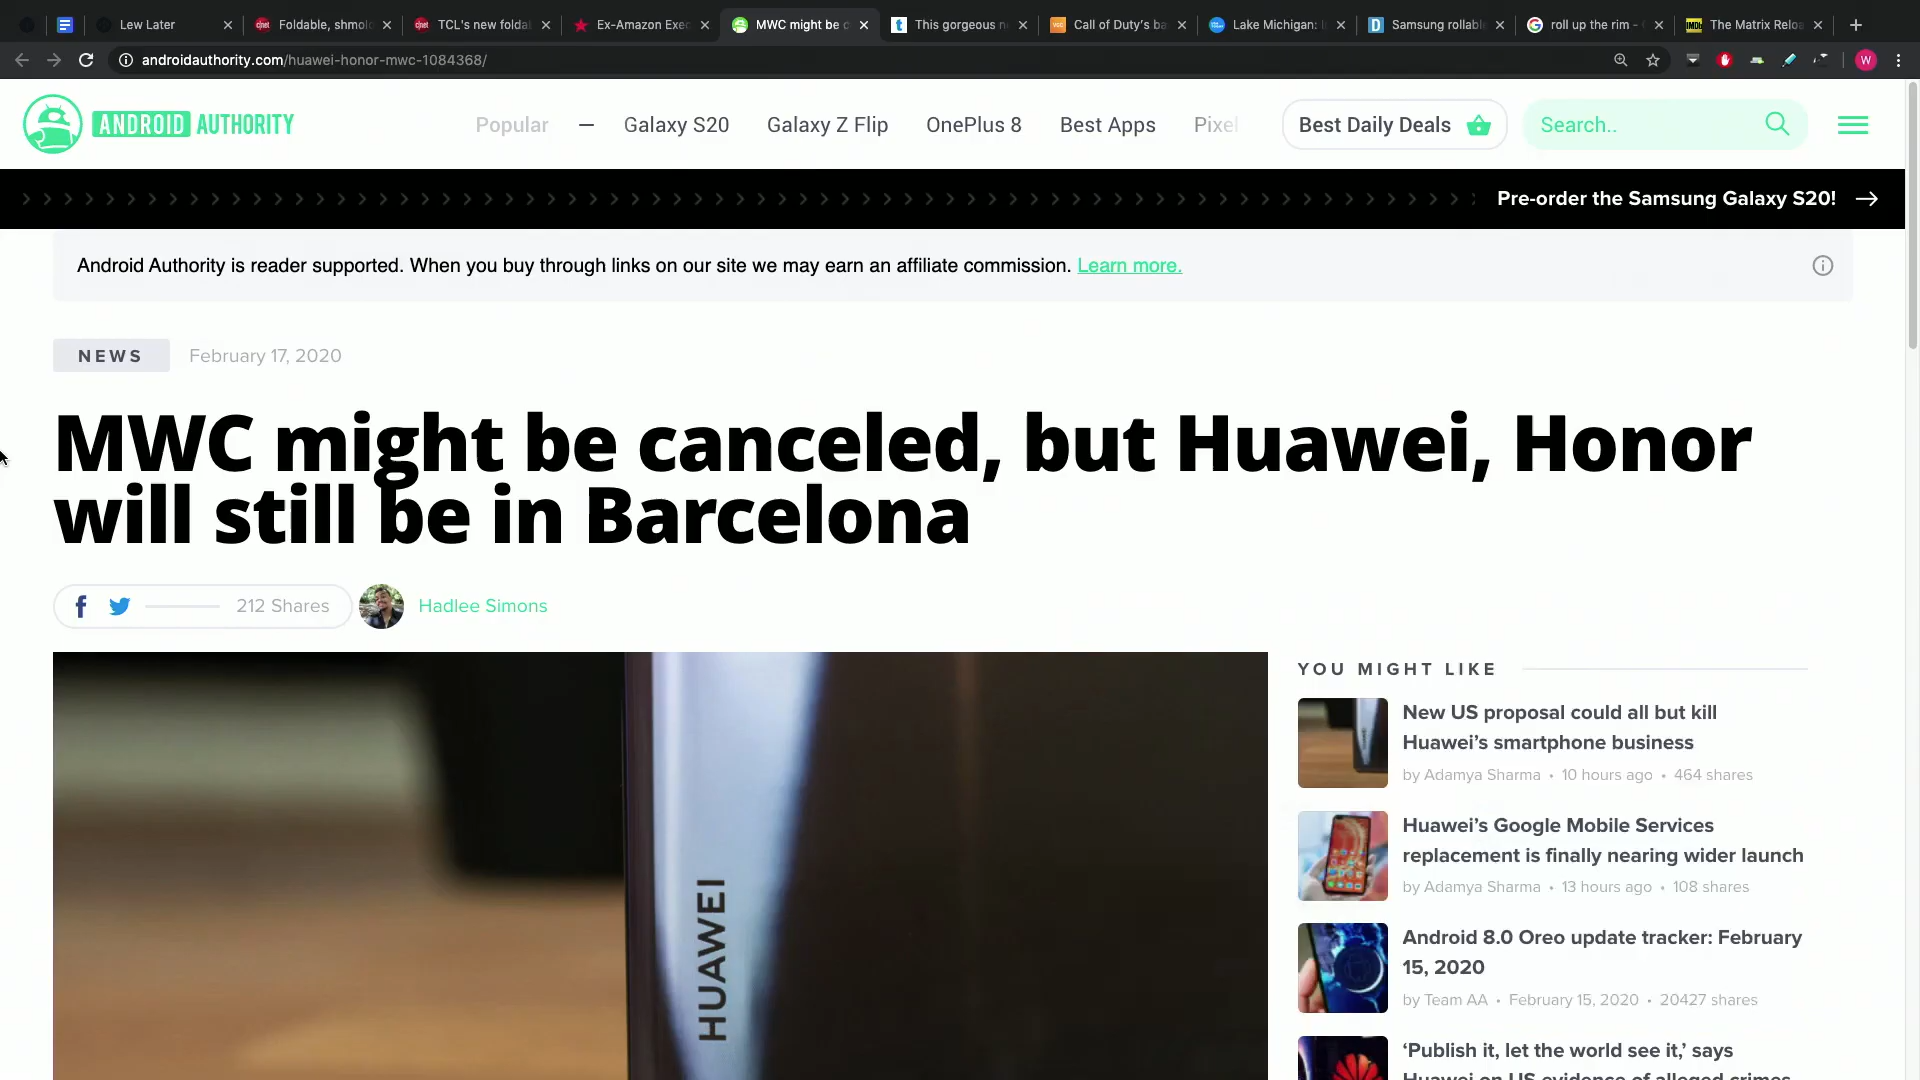 Lew Later
Foldable, shmol
TCL's new folda
Ex-Amazon Exe
MWC might be
This gorgeous
Call of Duty's ba
Lake Michigan:
Samsung rollabl
roll up the rim -
The Matrix Reloa
androidauthority.com/huawei-honor-mwc-1084368/
W
ANDROID AUTHORITY
Popular — Galaxy S20 Galaxy Z Flip OnePlus 8 Best Apps Pixel
Best Daily Deals
Search..
Pre-order the Samsung Galaxy S20! →
Android Authority is reader supported. When you buy through links on our site we may earn an affiliate commission. Learn more.
NEWS February 17, 2020
MWC might be canceled, but Huawei, Honor
will still be in Barcelona
212 Shares
Hadlee Simons
HUAWEI
YOU MIGHT LIKE
New US proposal could all but kill
Huawei’s smartphone business
by Adamya Sharma • 10 hours ago • 464 shares
Huawei’s Google Mobile Services
replacement is finally nearing wider launch
by Adamya Sharma • 13 hours ago • 108 shares
Android 8.0 Oreo update tracker: February
15, 2020
by Team AA • February 15, 2020 • 20427 shares
‘Publish it, let the world see it,’ says
Huawei on US evidence of alleged crimes